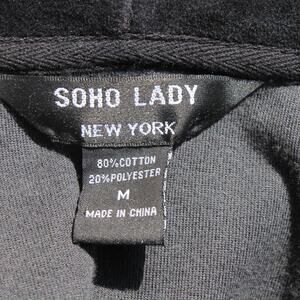 SOHO LADY
NEW YORK
80%COTTON
20%POLYESTER
M
MADE IN CHINA